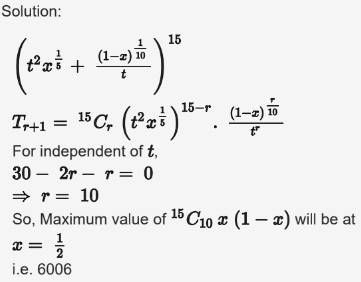 Solution:
(t²x^(1/5) + (1−x)^(1/10)/t)^15
T_(r+1) = ¹⁵C_r (t²x^(1/5))^(15−r) . (1−x)^(r/10)/t^r
For independent of t,
30 − 2r − r = 0
⇒ r = 10
So, Maximum value of ¹⁵C₁₀ x (1 − x) will be at
x = 1/2
i.e. 6006